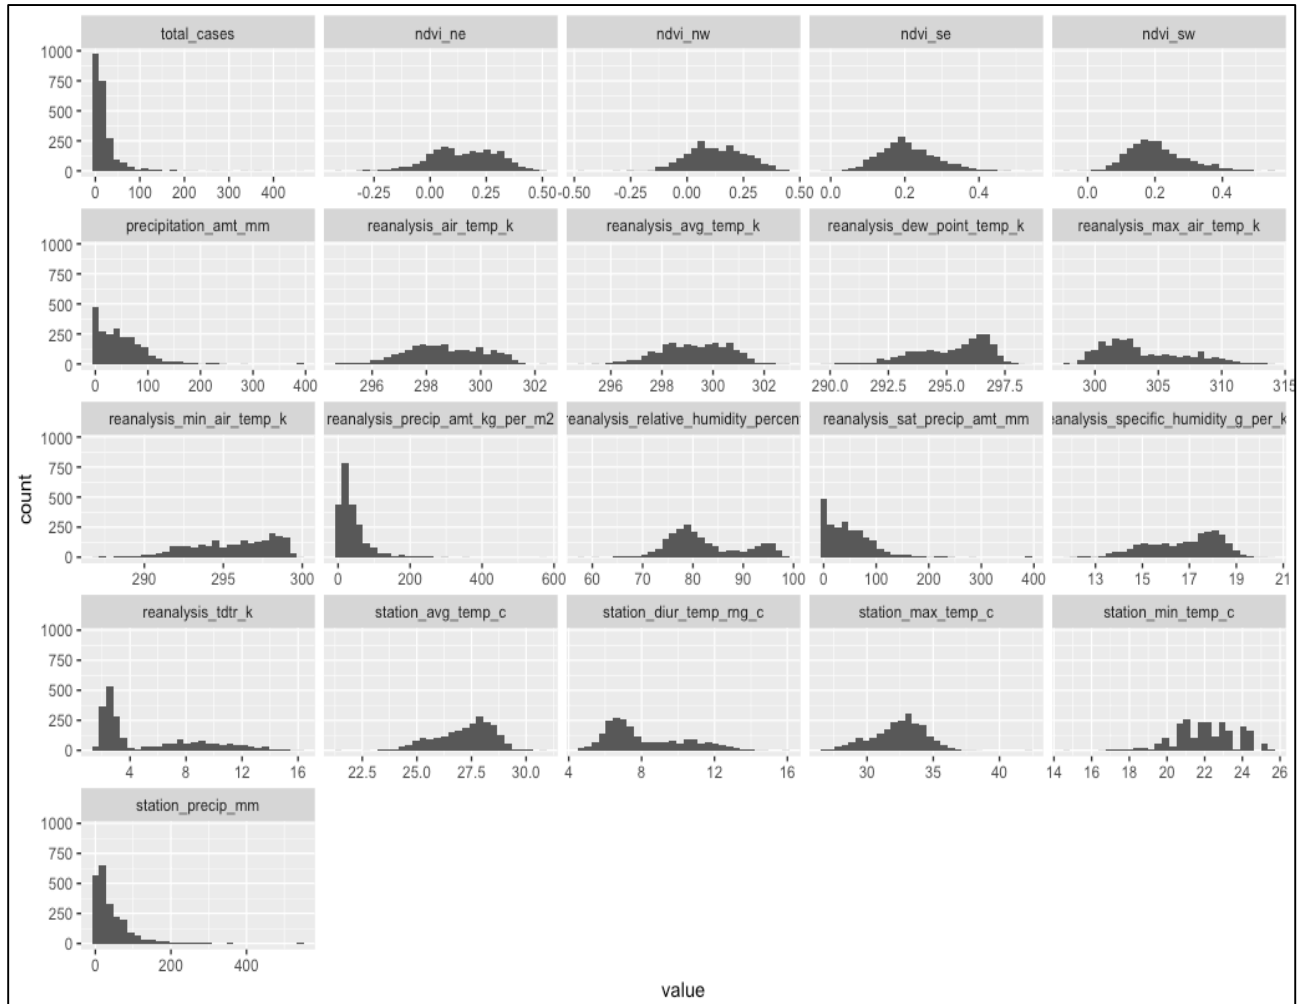 total_cases ndvi_ne ndvi_nw ndvi_se ndvi_sw
1000
750
500
250
0
0 100 200 300 400 -0.25 0.00 0.25 0.50 -0.50 -0.25 0.00 0.25 0.50 0.0 0.2 0.4 0.0 0.2 0.4
precipitation_amt_mm reanalysis_air_temp_k reanalysis_avg_temp_k reanalysis_dew_point_temp_k reanalysis_max_air_temp_k
1000
750
500
250
0
0 100 200 300 400 296 298 300 302 296 298 300 302 290.0 292.5 295.0 297.5 300 305 310 315
reanalysis_min_air_temp_k reanalysis_precip_amt_kg_per_m2 reanalysis_relative_humidity_percen reanalysis_sat_precip_amt_mm eanalysis_specific_humidity_g_per_k
1000
750
500
250
0
290 295 300 0 200 400 600 60 70 80 90 100 0 100 200 300 400 13 15 17 19 21
reanalysis_tdtr_k station_avg_temp_c station_diur_temp_rng_c station_max_temp_c station_min_temp_c
1000
750
500
250
0
4 8 12 16 22.5 25.0 27.5 30.0 4 8 12 16 30 35 40 14 16 18 20 22 24 26
station_precip_mm
1000
750
500
250
0
0 200 400
count
value